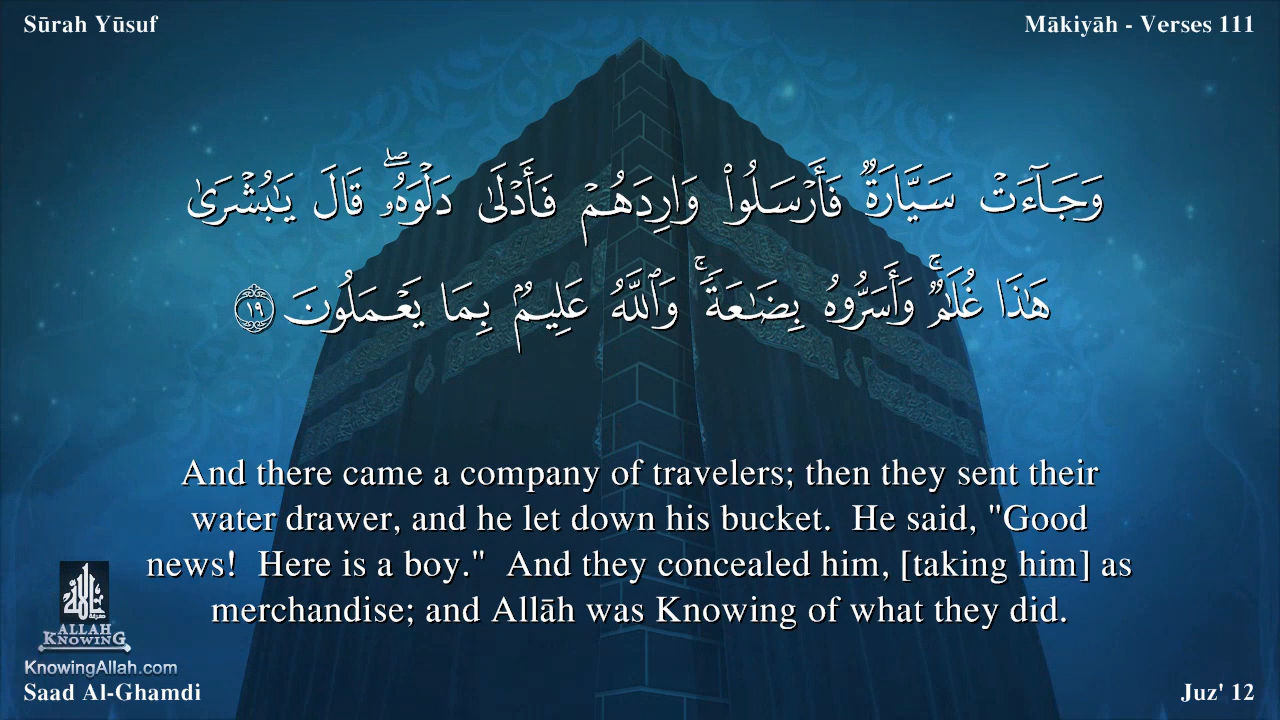 Sūrah Yūsuf
Mākiyāh - Verses 111
وَجَآءَتۡ سَيَّارَةٞ فَأَرۡسَلُواْ وَارِدَهُمۡ فَأَدۡلَىٰ دَلۡوَهُۥۖ قَالَ يَٰبُشۡرَىٰ
هَٰذَا غُلَٰمٞۚ وَأَسَرُّوهُ بِضَٰعَةٗۚ وَٱللَّهُ عَلِيمُۢ بِمَا يَعۡمَلُونَ ١٩
And there came a company of travelers; then they sent their
water drawer, and he let down his bucket.  He said, "Good
news!  Here is a boy."  And they concealed him, [taking him] as
merchandise; and Allāh was Knowing of what they did.
ALLAH
KNOWING
KnowingAllah.com
Saad Al-Ghamdi
Juz' 12